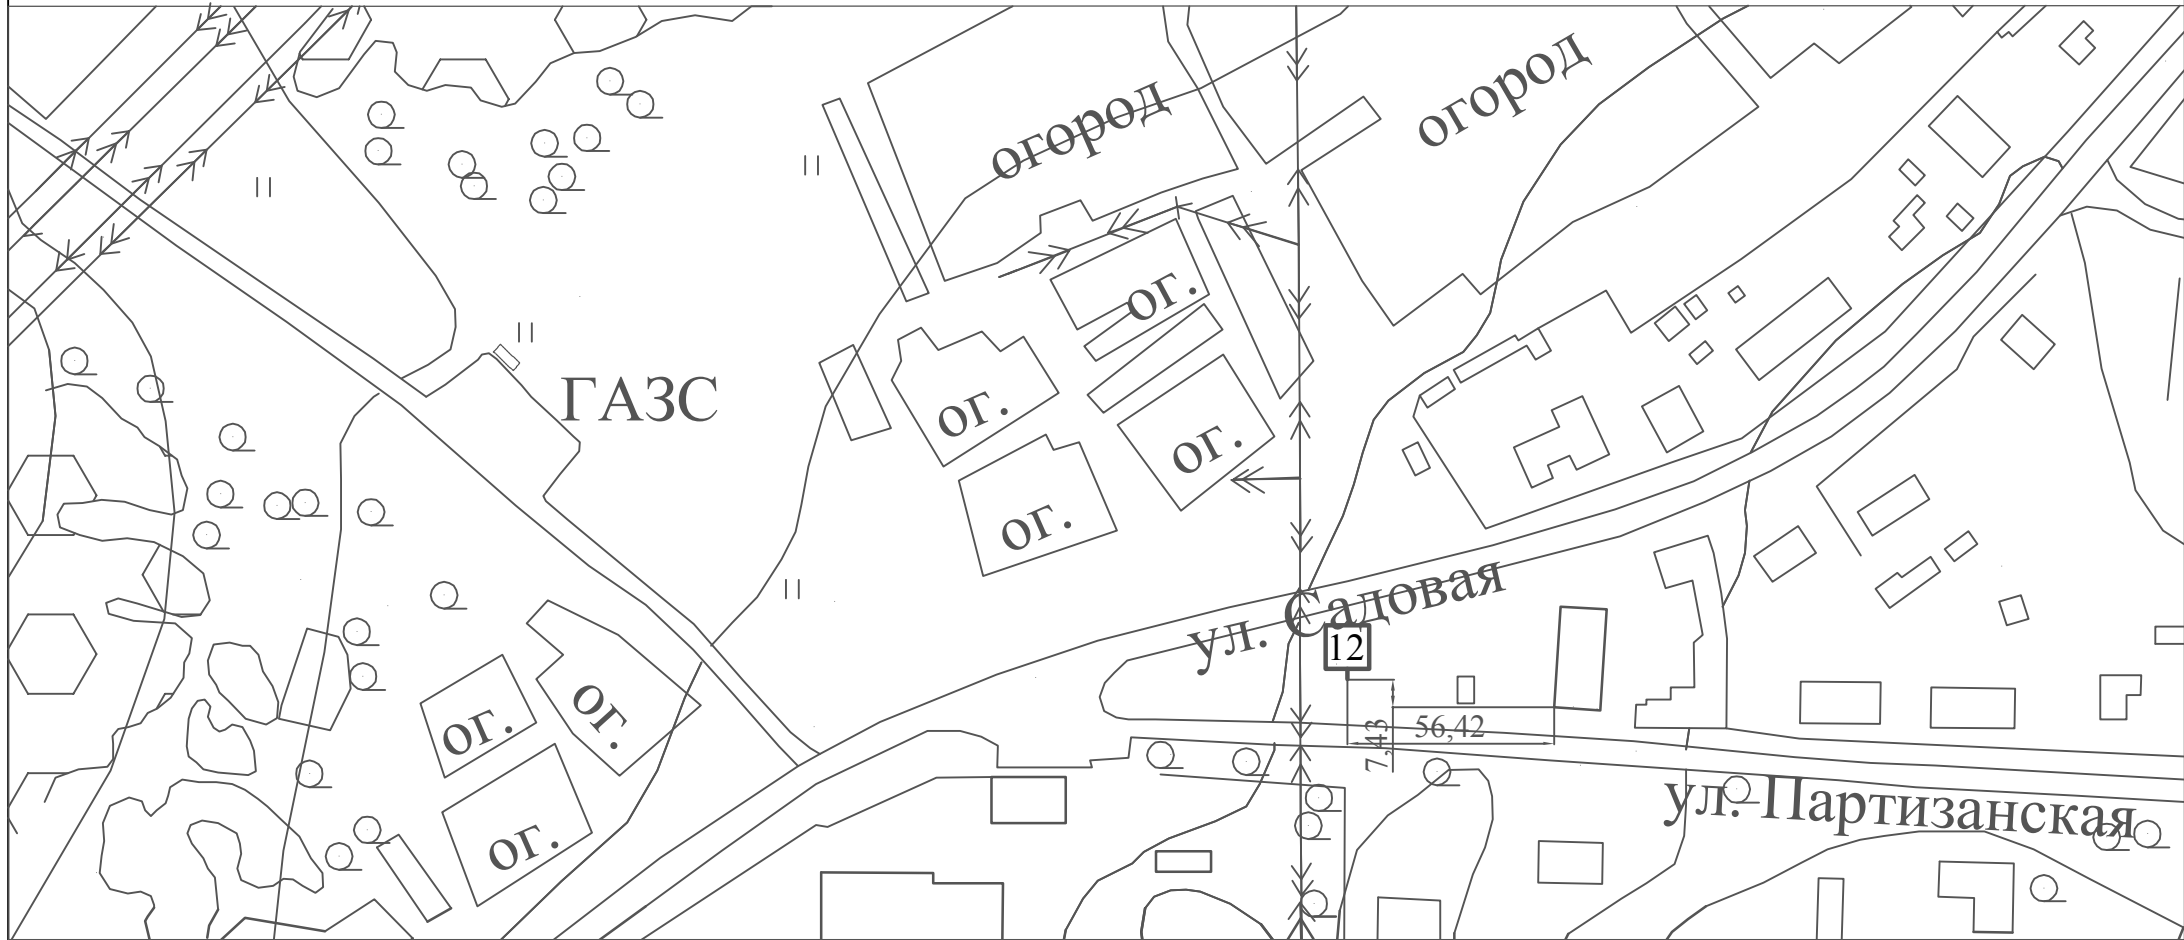 огород
огород
ог.
ГАЗС
ог.
ог.
ог.
ул. Садовая
12
ог.
ог.
7,43
56,42
ул. Партизанская
ог.